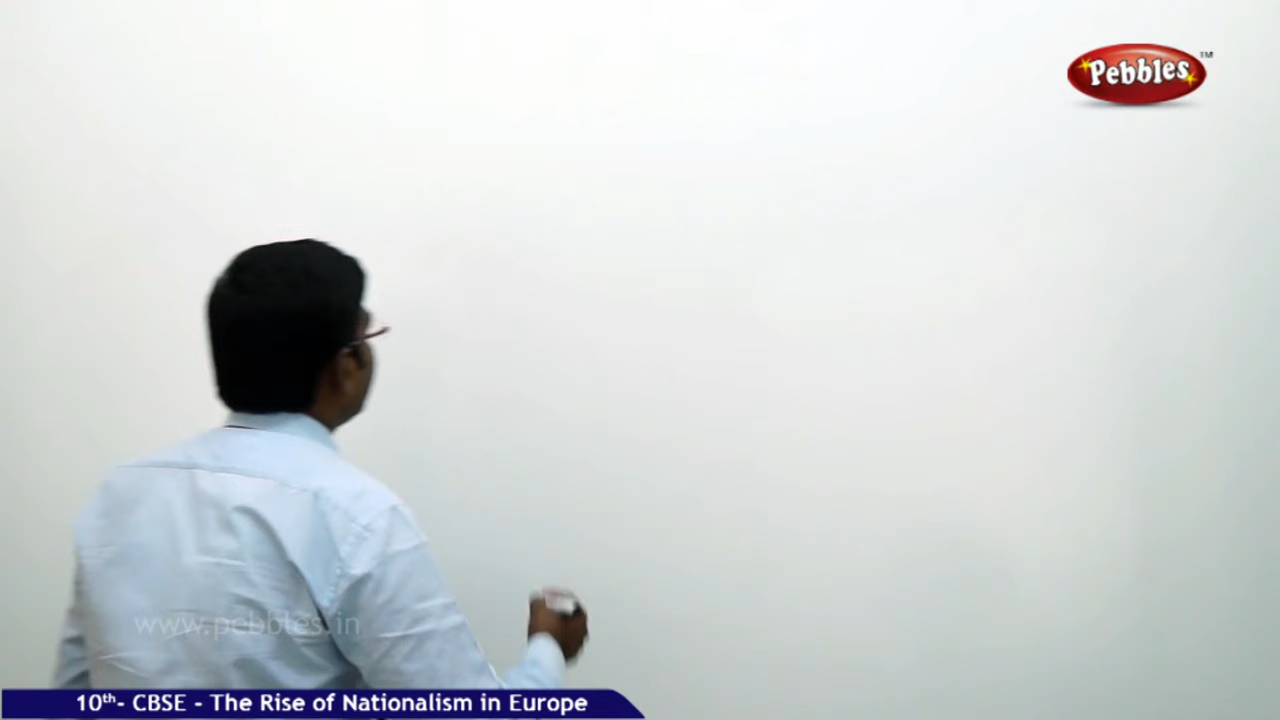 Pebbles TM
www.pebbles.in
10th- CBSE - The Rise of Nationalism in Europe